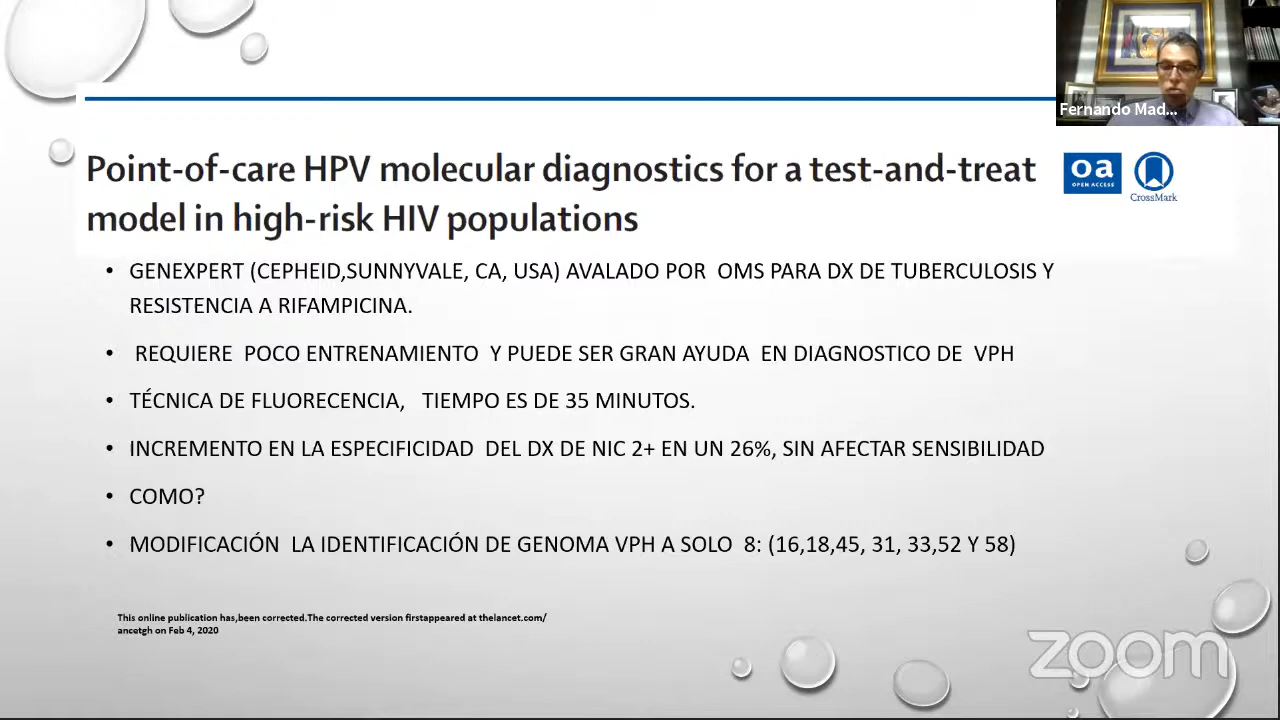 Fernando Mad...
Point-of-care HPV molecular diagnostics for a test-and-treat
model in high-risk HIV populations
oa
OPEN ACCESS
CrossMark
• GENEXPERT (CEPHEID,SUNNYVALE, CA, USA) AVALADO POR OMS PARA DX DE TUBERCULOSIS Y
RESISTENCIA A RIFAMPICINA.
• REQUIERE POCO ENTRENAMIENTO Y PUEDE SER GRAN AYUDA EN DIAGNOSTICO DE VPH
• TÉCNICA DE FLUORECENCIA, TIEMPO ES DE 35 MINUTOS.
• INCREMENTO EN LA ESPECIFICIDAD DEL DX DE NIC 2+ EN UN 26%, SIN AFECTAR SENSIBILIDAD
• COMO?
• MODIFICACIÓN LA IDENTIFICACIÓN DE GENOMA VPH A SOLO 8: (16,18,45, 31, 33,52 Y 58)
This online publication has,been corrected.The corrected version firstappeared at thelancet.com/
ancetgh on Feb 4, 2020
zoom